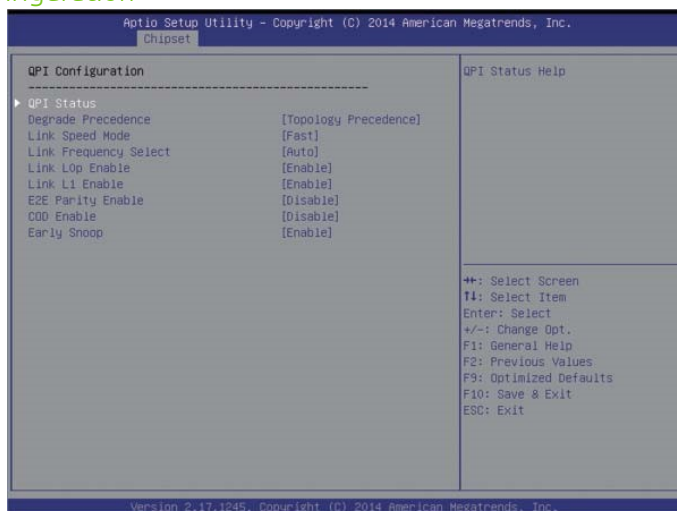 Aptio Setup Utility – Copyright (C) 2014 American Megatrends, Inc.
Chipset
QPI Configuration
QPI Status
Degrade Precedence [Topology Precedence]
Link Speed Mode [Fast]
Link Frequency Select [Auto]
Link L0p Enable [Enable]
Link L1 Enable [Enable]
E2E Parity Enable [Disable]
COD Enable [Disable]
Early Snoop [Enable]
QPI Status Help
→←: Select Screen
↑↓: Select Item
Enter: Select
+/-: Change Opt.
F1: General Help
F2: Previous Values
F9: Optimized Defaults
F10: Save & Exit
ESC: Exit
Version 2.17.1245. Copyright (C) 2014 American Megatrends, Inc.